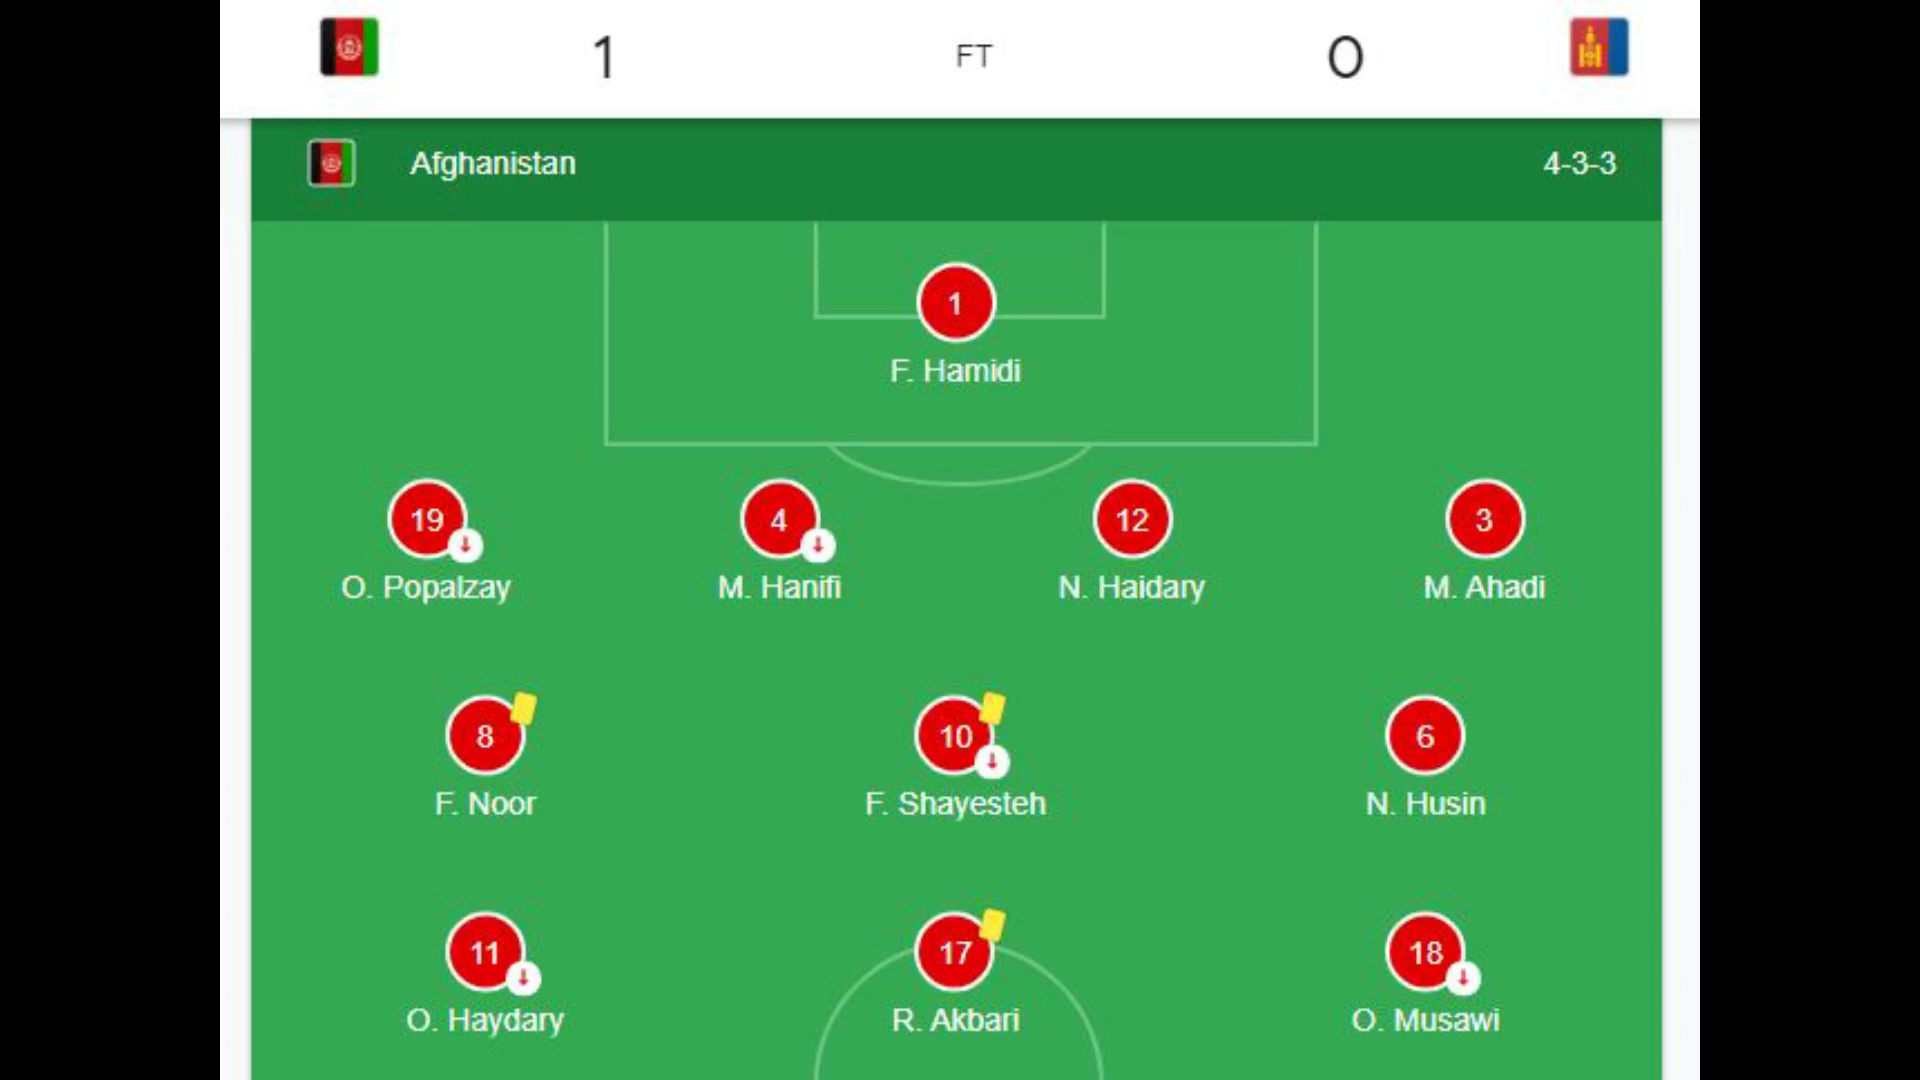 1 FT 0
Afghanistan 4-3-3
1
F. Hamidi
19 4 12 3
O. Popalzay M. Hanifi N. Haidary M. Ahadi
8 10 6
F. Noor F. Shayesteh N. Husin
11 17 18
O. Haydary R. Akbari O. Musawi